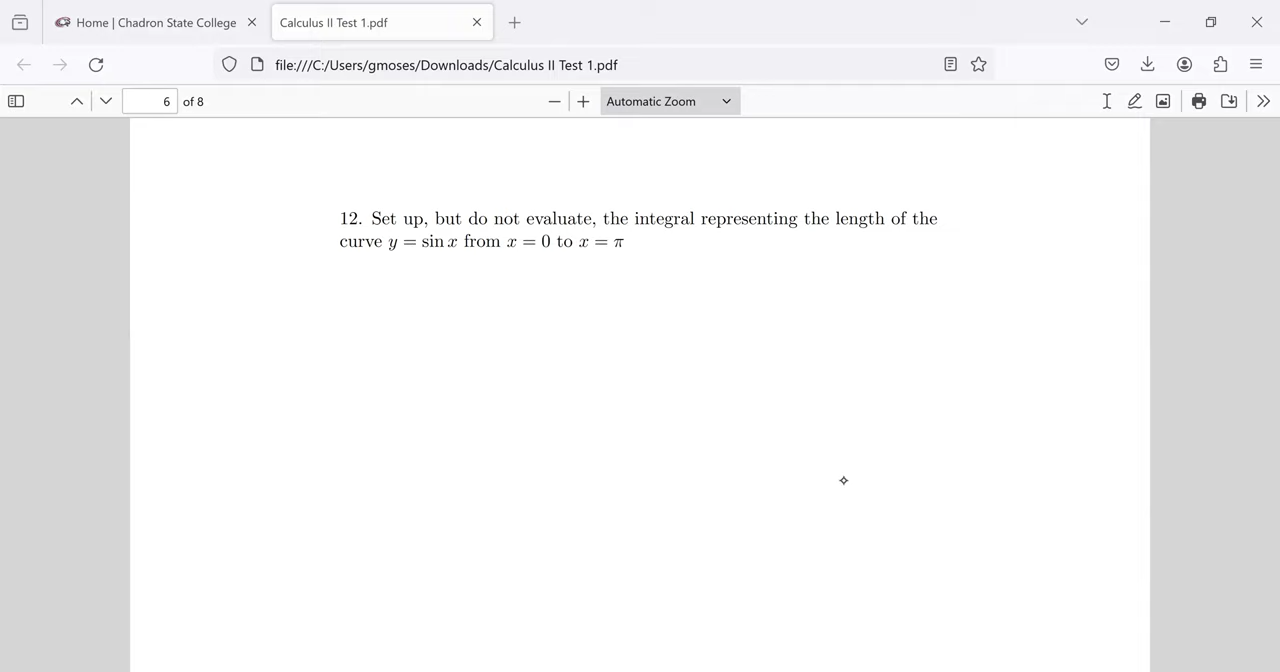 Home | Chadron State College
Calculus II Test 1.pdf
file:///C:/Users/gmoses/Downloads/Calculus II Test 1.pdf
6 of 8
Automatic Zoom
12. Set up, but do not evaluate, the integral representing the length of the
curve y = sin x from x = 0 to x = π